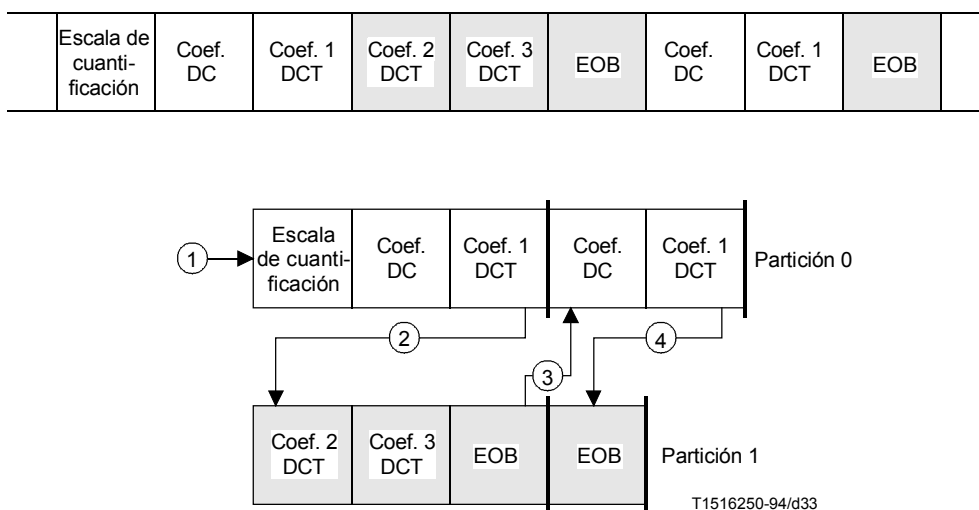 Escala de
cuanti-
ficación
Coef.
DC
Coef. 1
DCT
Coef. 2
DCT
Coef. 3
DCT
EOB
Coef.
DC
Coef. 1
DCT
EOB
1
Escala
de cuanti-
ficación
Coef.
DC
Coef. 1
DCT
Coef.
DC
Coef. 1
DCT
Partición 0
2
4
3
Coef. 2
DCT
Coef. 3
DCT
EOB
EOB
Partición 1
T1516250-94/d33